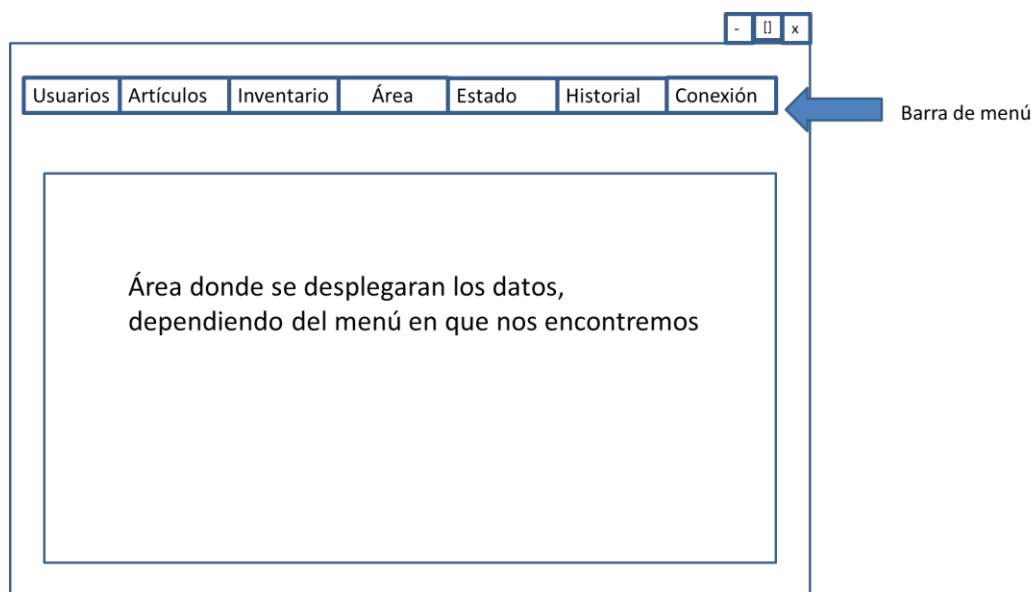 - [] x
Usuarios Artículos Inventario Área Estado Historial Conexión
Barra de menú
Área donde se desplegaran los datos,
dependiendo del menú en que nos encontremos